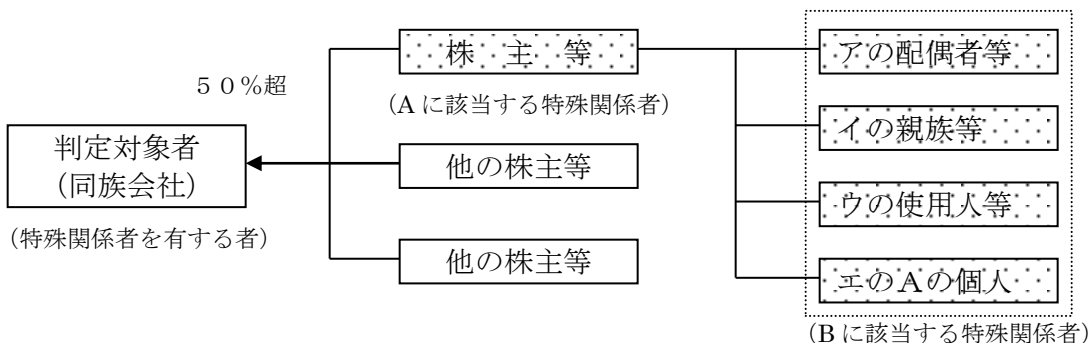 ５０％超
判定対象者
（同族会社）
（特殊関係者を有する者）
株　主　等
（A に該当する特殊関係者）
他の株主等
他の株主等
アの配偶者等
イの親族等
ウの使用人等
エのAの個人
（B に該当する特殊関係者）